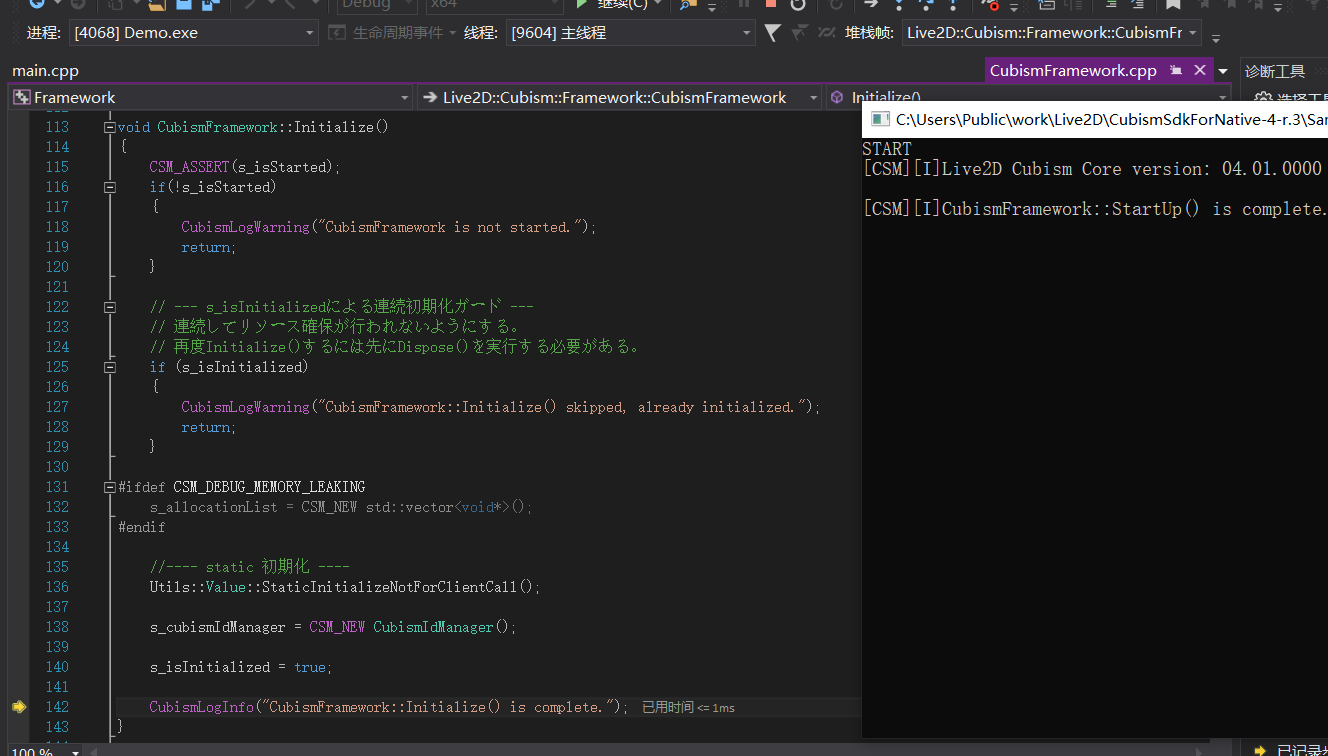 Debug x64 继续(C)
进程: [4068] Demo.exe 生命周期事件 线程: [9604] 主线程 堆栈帧: Live2D::Cubism::Framework::CubismFr
main.cpp CubismFramework.cpp 诊断工具
Framework Live2D::Cubism::Framework::CubismFramework Initialize() 选择工具
C:\Users\Public\work\Live2D\CubismSdkForNative-4-r.3\Sar
113 void CubismFramework::Initialize()
114 {
115 CSM_ASSERT(s_isStarted);
116 if(!s_isStarted)
117 {
118 CubismLogWarning("CubismFramework is not started.");
119 return;
120 }
121
122 // --- s_isInitializedによる連続初期化ガード ---
123 // 連続してリソース確保が行われないようにする。
124 // 再度Initialize()するには先にDispose()を実行する必要がある。
125 if (s_isInitialized)
126 {
127 CubismLogWarning("CubismFramework::Initialize() skipped, already initialized.");
128 return;
129 }
130
131 #ifdef CSM_DEBUG_MEMORY_LEAKING
132 s_allocationList = CSM_NEW std::vector<void*>();
133 #endif
134
135 //---- static 初期化 ----
136 Utils::Value::StaticInitializeNotForClientCall();
137
138 s_cubismIdManager = CSM_NEW CubismIdManager();
139
140 s_isInitialized = true;
141
142 CubismLogInfo("CubismFramework::Initialize() is complete."); 已用时间 <= 1ms
143 }
START
[CSM][I]Live2D Cubism Core version: 04.01.0000
[CSM][I]CubismFramework::StartUp() is complete.
100 % 已记录步